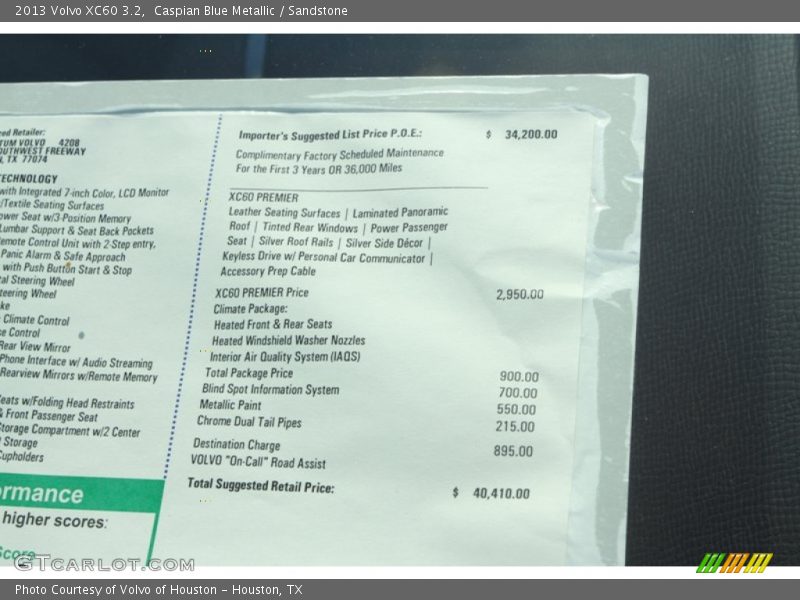 2013 Volvo XC60 3.2,  Caspian Blue Metallic / Sandstone
ed Retailer:
TUM VOLVO 4208
OUTHWEST FREEWAY
, TX 77074
TECHNOLOGY
with Integrated 7-inch Color, LCD Monitor
/Textile Seating Surfaces
ower Seat w/3-Position Memory
Lumbar Support & Seat Back Pockets
emote Control Unit with 2-Step entry,
Panic Alarm & Safe Approach
with Push Button Start & Stop
tal Steering Wheel
teering Wheel
ke
Climate Control
se Control
Rear View Mirror
Phone Interface w/ Audio Streaming
Rearview Mirrors w/Remote Memory
eats w/Folding Head Restraints
& Front Passenger Seat
Storage Compartment w/2 Center
Storage
Cupholders
ormance
higher scores:
Score
Importer's Suggested List Price P.O.E.: $ 34,200.00
Complimentary Factory Scheduled Maintenance
For the First 3 Years OR 36,000 Miles
XC60 PREMIER
Leather Seating Surfaces | Laminated Panoramic
Roof | Tinted Rear Windows | Power Passenger
Seat | Silver Roof Rails | Silver Side Décor |
Keyless Drive w/ Personal Car Communicator |
Accessory Prep Cable
XC60 PREMIER Price 2,950.00
Climate Package:
Heated Front & Rear Seats
Heated Windshield Washer Nozzles
Interior Air Quality System (IAQS)
Total Package Price 900.00
Blind Spot Information System 700.00
Metallic Paint 550.00
Chrome Dual Tail Pipes 215.00
Destination Charge 895.00
VOLVO "On-Call" Road Assist
Total Suggested Retail Price: $ 40,410.00
GTcarlot.com
Photo Courtesy of Volvo of Houston - Houston, TX